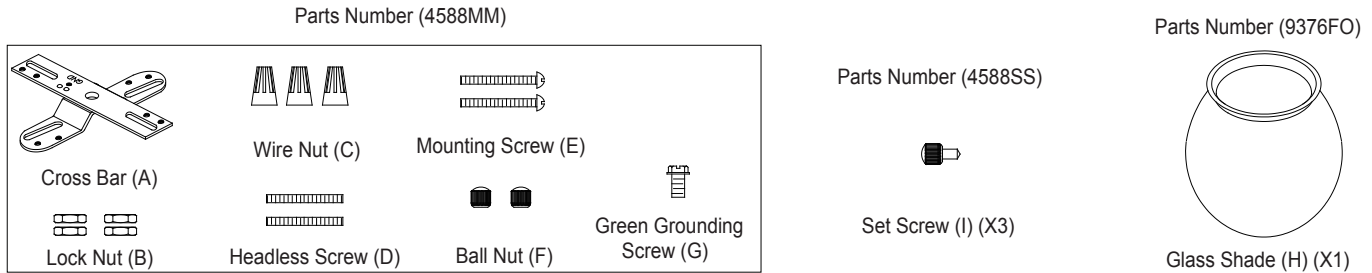 Parts Number (4588MM)
Parts Number (9376FO)
Parts Number (4588SS)
GND
Wire Nut (C)
Mounting Screw (E)
Cross Bar (A)
Green Grounding
Screw (G)
Set Screw (I) (X3)
Lock Nut (B)
Headless Screw (D)
Ball Nut (F)
Glass Shade (H) (X1)